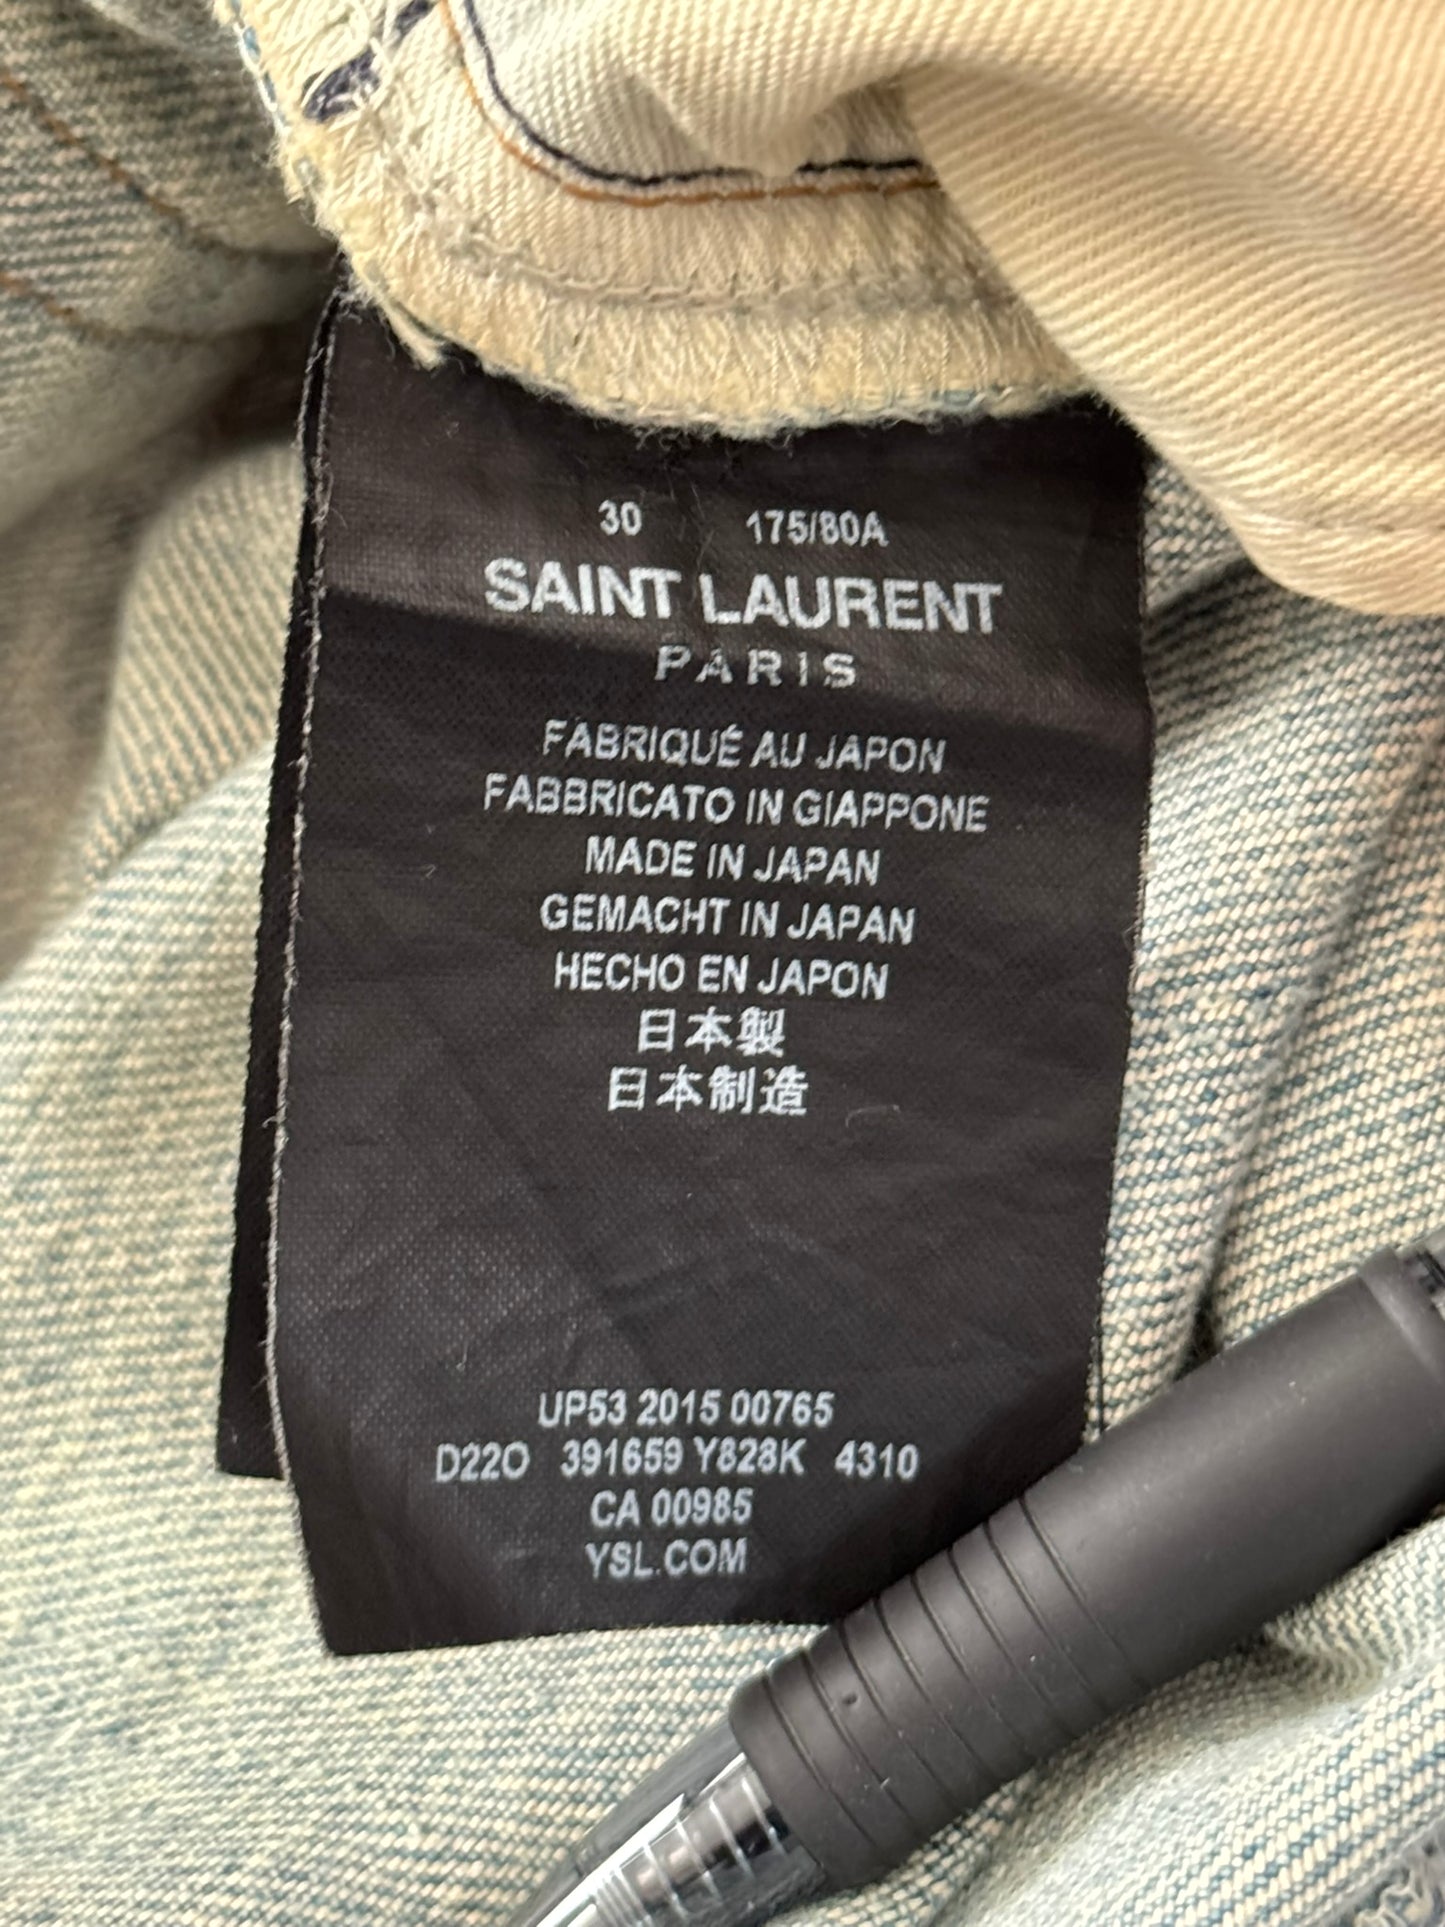 30 175/80A
SAINT LAURENT
PARIS
FABRIQUÉ AU JAPON
FABBRICATO IN GIAPPONE
MADE IN JAPAN
GEMACHT IN JAPAN
HECHO EN JAPON
日本製
日本制造
UP53 2015 00765
D22O 391659 Y828K 4310
CA 00985
YSL.COM